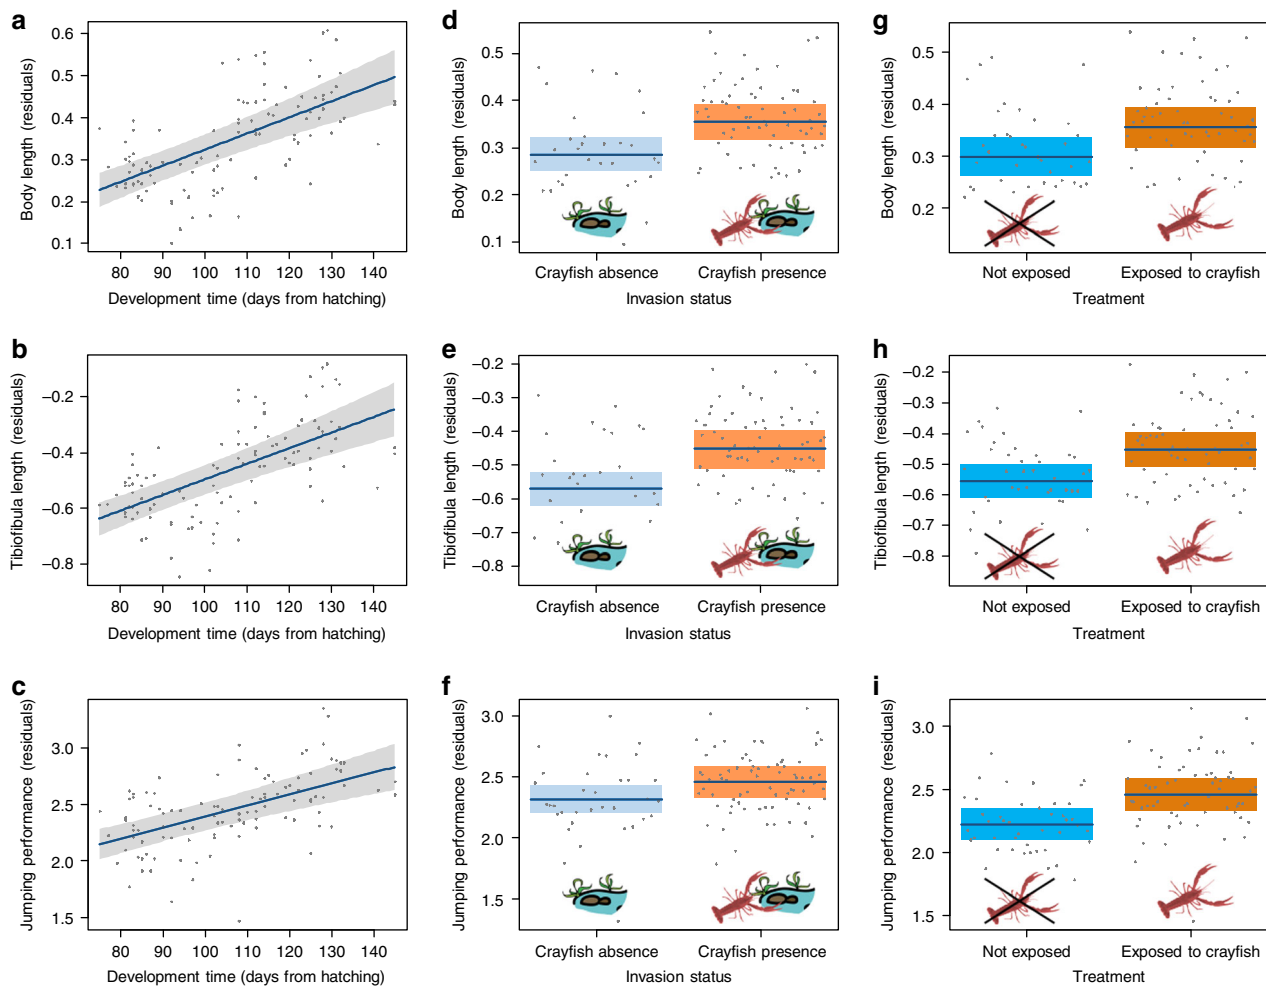 a
Body length (residuals)
0.6
0.5
0.4
0.3
0.2
0.1
80 90 100 110 120 130 140
Development time (days from hatching)
d
Body length (residuals)
0.5
0.4
0.3
0.2
0.1
Crayfish absence Crayfish presence
Invasion status
g
Body length (residuals)
0.5
0.4
0.3
0.2
Not exposed Exposed to crayfish
Treatment
b
Tibiofibula length (residuals)
−0.2
−0.4
−0.6
−0.8
80 90 100 110 120 130 140
Development time (days from hatching)
e
Tibiofibula length (residuals)
−0.2
−0.3
−0.4
−0.5
−0.6
−0.7
−0.8
Crayfish absence Crayfish presence
Invasion status
h
Tibiofibula length (residuals)
−0.2
−0.3
−0.4
−0.5
−0.6
−0.7
−0.8
Not exposed Exposed to crayfish
Treatment
c
Jumping performance (residuals)
3.0
2.5
2.0
1.5
80 90 100 110 120 130 140
Development time (days from hatching)
f
Jumping performance (residuals)
3.0
2.5
2.0
1.5
Crayfish absence Crayfish presence
Invasion status
i
Jumping performance (residuals)
3.0
2.5
2.0
1.5
Not exposed Exposed to crayfish
Treatment